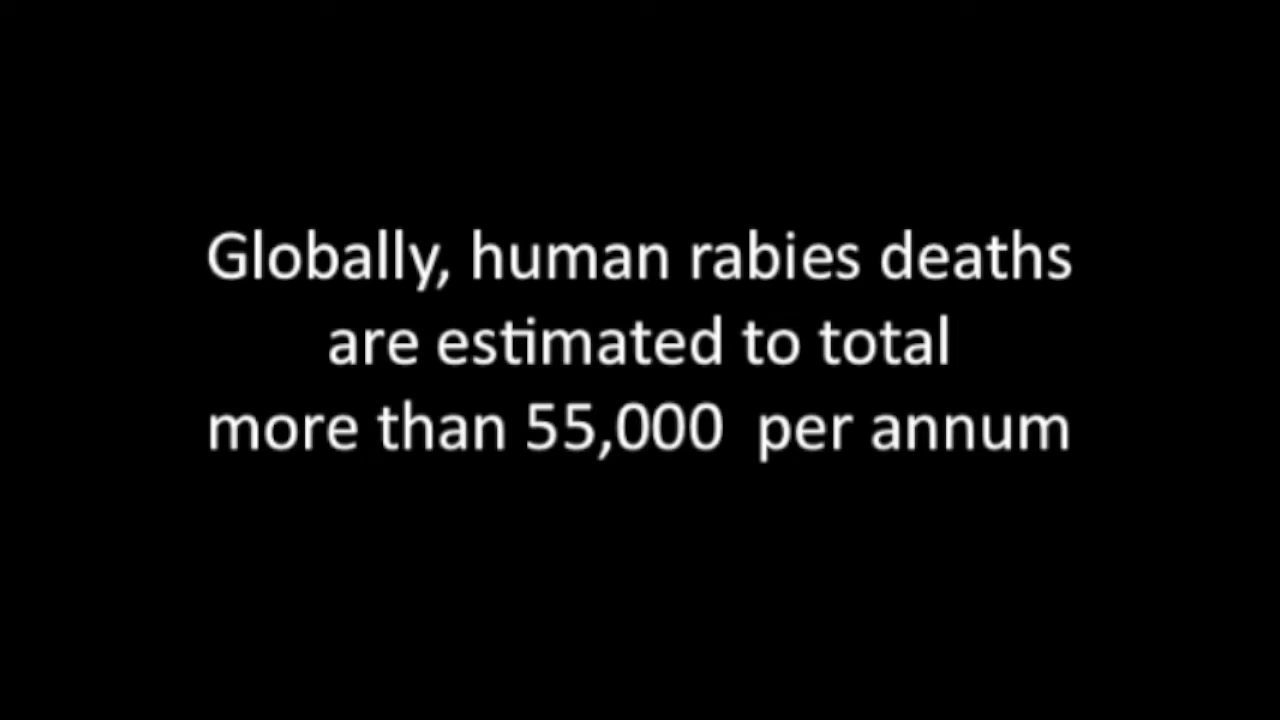 Globally, human rabies deaths
are estimated to total
more than 55,000  per annum